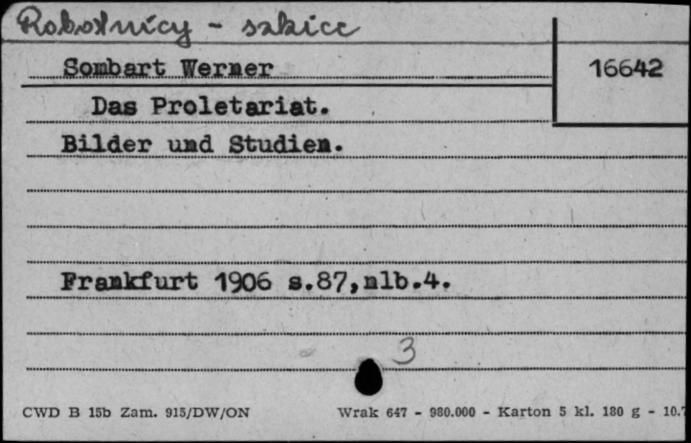 Robotnicy - szkice
Sombart Werner
16642
Das Proletariat.
Bilder und Studien.
Frankfurt 1906 s.87,nlb.4.
3
CWD B 15b Zam. 915/DW/ON Wrak 647 - 980.000 - Karton 5 kl. 180 g - 10.7